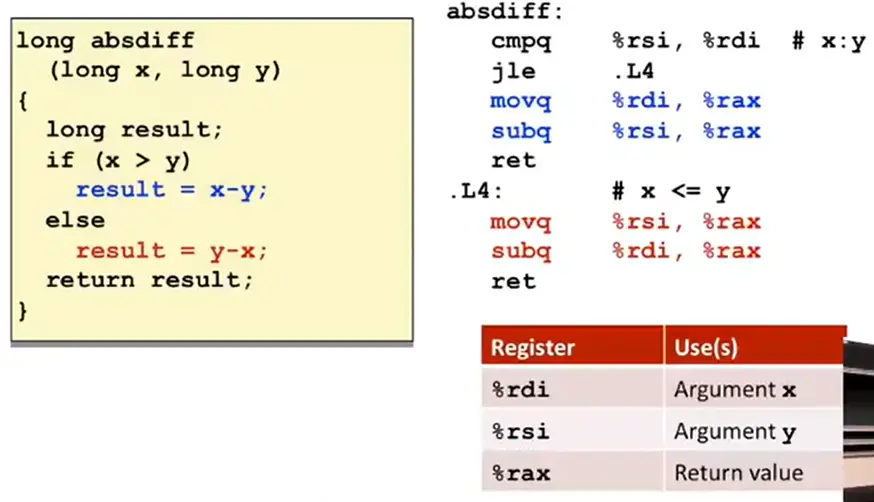 long absdiff
(long x, long y)
{
long result;
if (x > y)
result = x-y;
else
result = y-x;
return result;
}
absdiff:
cmpq %rsi, %rdi # x:y
jle .L4
movq %rdi, %rax
subq %rsi, %rax
ret
.L4: # x <= y
movq %rsi, %rax
subq %rdi, %rax
ret
Register Use(s)
%rdi Argument x
%rsi Argument y
%rax Return value